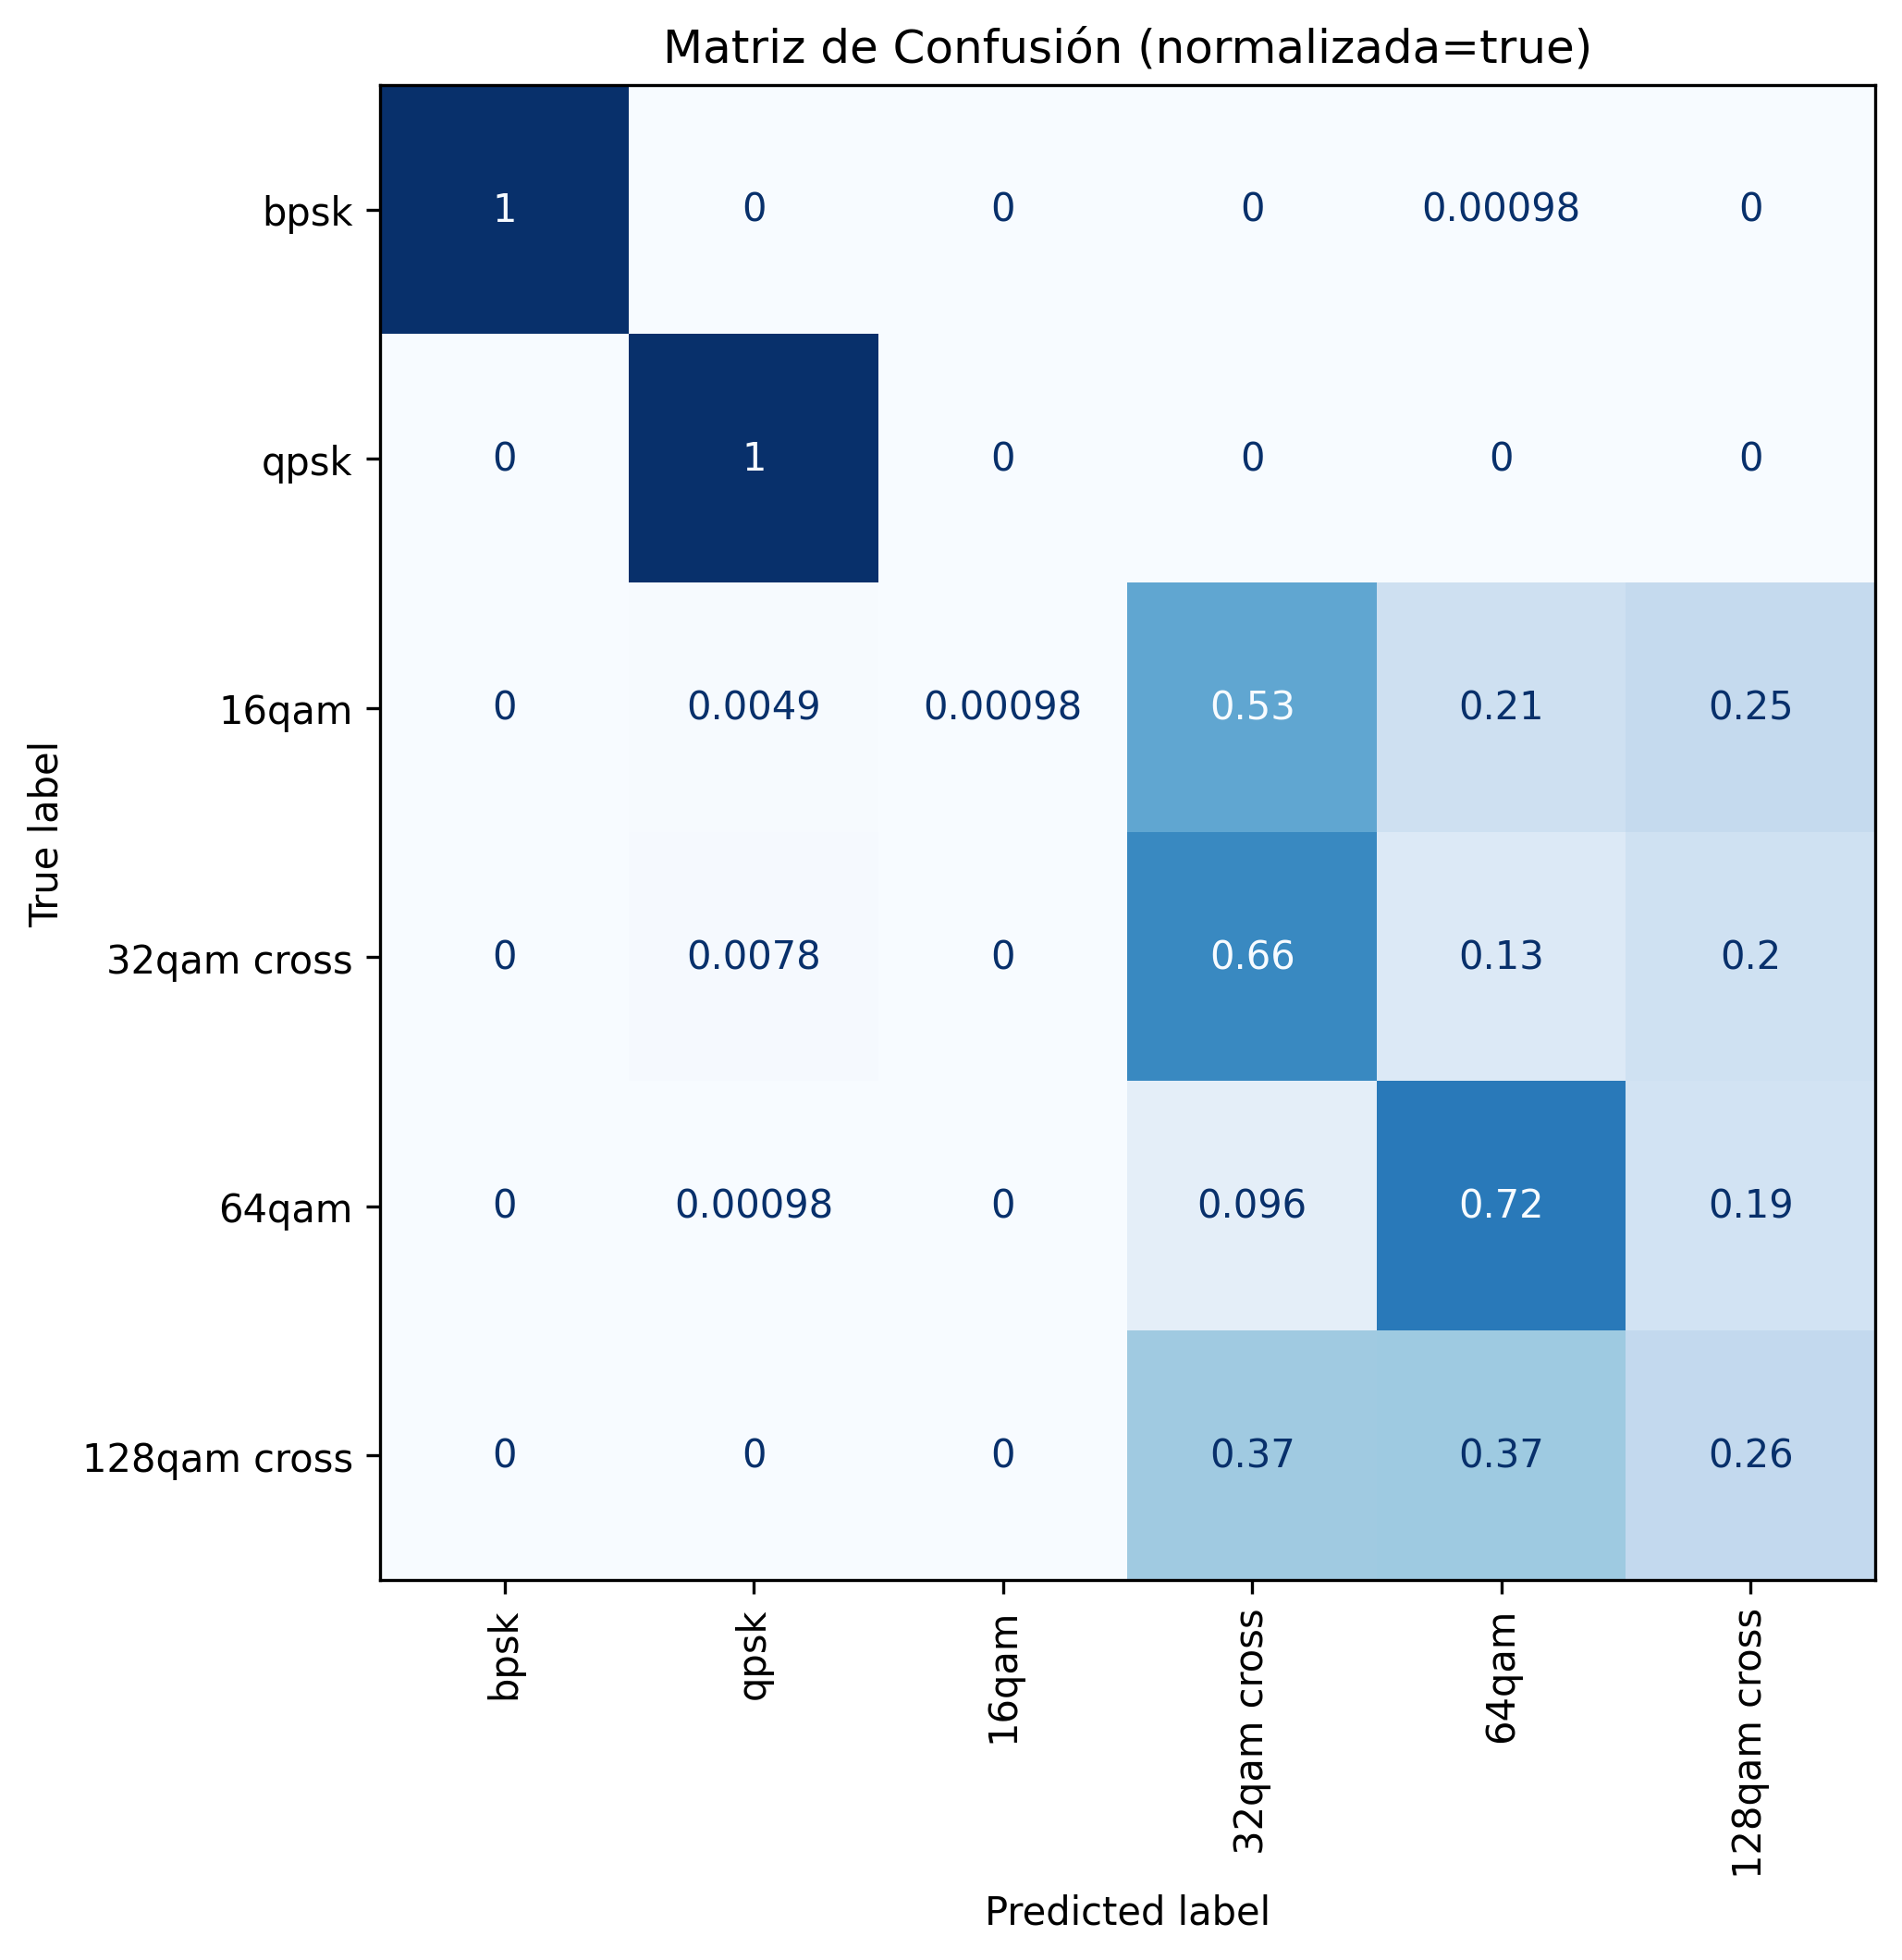 Matriz de Confusión (normalizada=true)
bpsk 1 0 0 0 0.00098 0
qpsk 0 1 0 0 0 0
16qam 0 0.0049 0.00098 0.53 0.21 0.25
32qam cross 0 0.0078 0 0.66 0.13 0.2
64qam 0 0.00098 0 0.096 0.72 0.19
128qam cross 0 0 0 0.37 0.37 0.26
True label
bpsk
qpsk
16qam
32qam cross
64qam
128qam cross
Predicted label